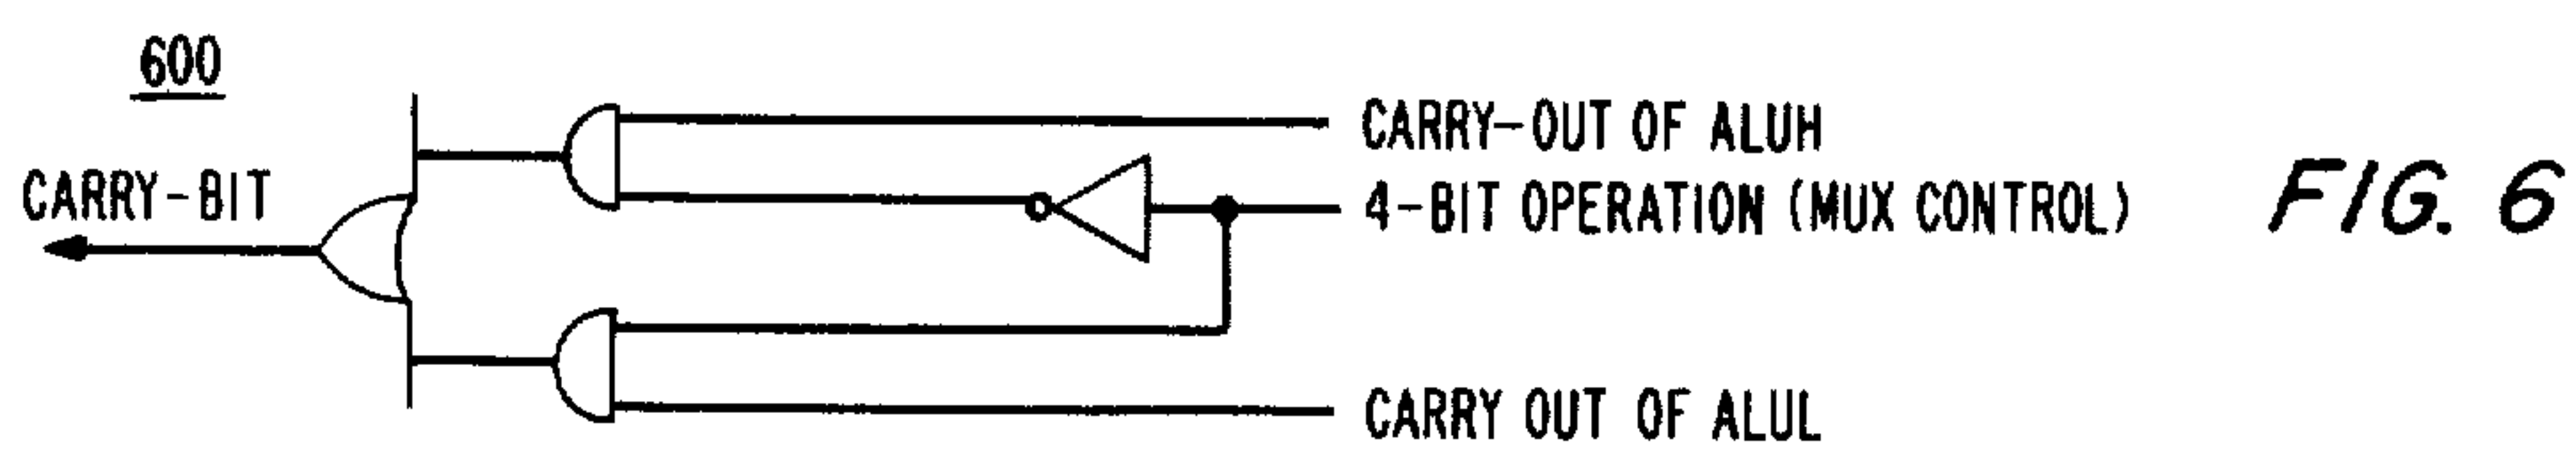 600
CARRY-OUT OF ALUH
CARRY-BIT
4-BIT OPERATION (MUX CONTROL)
FIG. 6
CARRY OUT OF ALUL